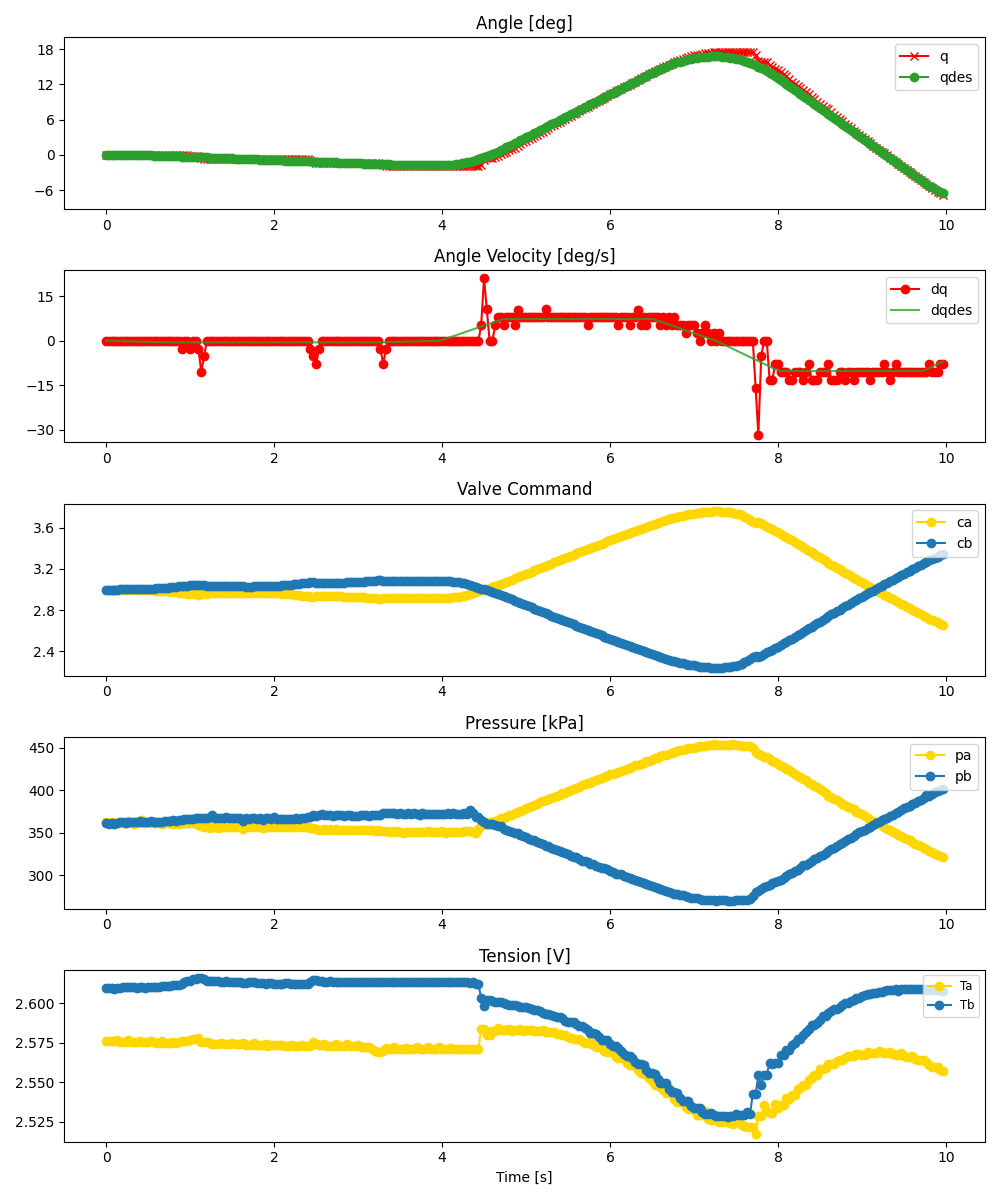 Angle [deg]
18
12
6
0
−6
q
qdes
0 2 4 6 8 10
Angle Velocity [deg/s]
15
0
−15
−30
dq
dqdes
0 2 4 6 8 10
Valve Command
3.6
3.2
2.8
2.4
ca
cb
0 2 4 6 8 10
Pressure [kPa]
450
400
350
300
pa
pb
0 2 4 6 8 10
Tension [V]
2.600
2.575
2.550
2.525
Ta
Tb
0 2 4 6 8 10
Time [s]